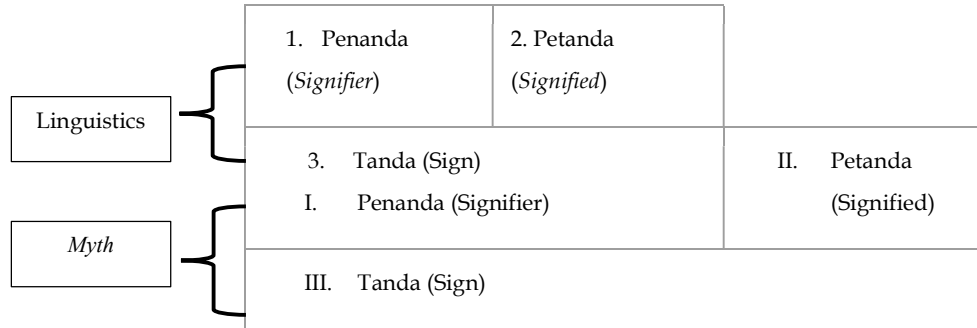 1. Penanda
(Signifier)
2. Petanda
(Signified)
Linguistics
3. Tanda (Sign)
I. Penanda (Signifier)
II. Petanda
(Signified)
Myth
III. Tanda (Sign)